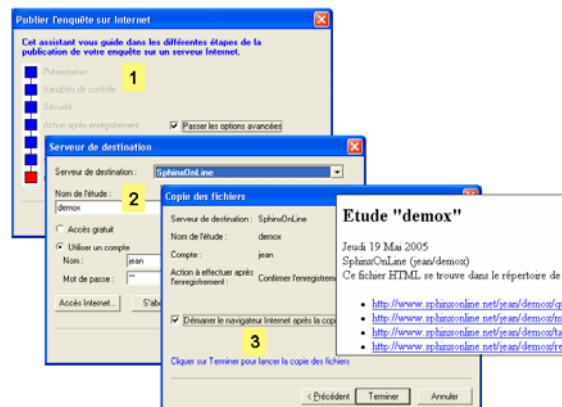 Publier l'enquête sur Internet
Cet assistant vous guide dans les différentes étapes de la
publication de votre enquête sur un serveur Internet.
Présentation
1
Variables de contrôle
Sécurité
Action après enregistrement
Passer les options avancées
Serveur de destination
Serveur de destination :
SphinxOnLine
Nom de l'étude :
demox
2
Accès gratuit
Utiliser un compte
Nom :
jean
Mot de passe :
**
Accès Internet...
Copie des fichiers
Serveur de destination : SphinxOnLine
Nom de l'étude : demox
Compte : jean
Action à effectuer après
l'enregistrement :
Confirmer
Démarrer le navigateur Internet après la
3
Cliquer sur Terminer pour lancer la copie des fichiers
< Précédent
Terminer
Annuler
Etude "demox"
Jeudi 19 Mai 2005
SphinxOnLine (jean/demox)
Ce fichier HTML se trouve dans le répertoire de
http://www.sphinxonline.net/jean/demox/q
http://www.sphinxonline.net/jean/demox/m
http://www.sphinxonline.net/jean/demox/ta
http://www.sphinxonline.net/jean/demox/re